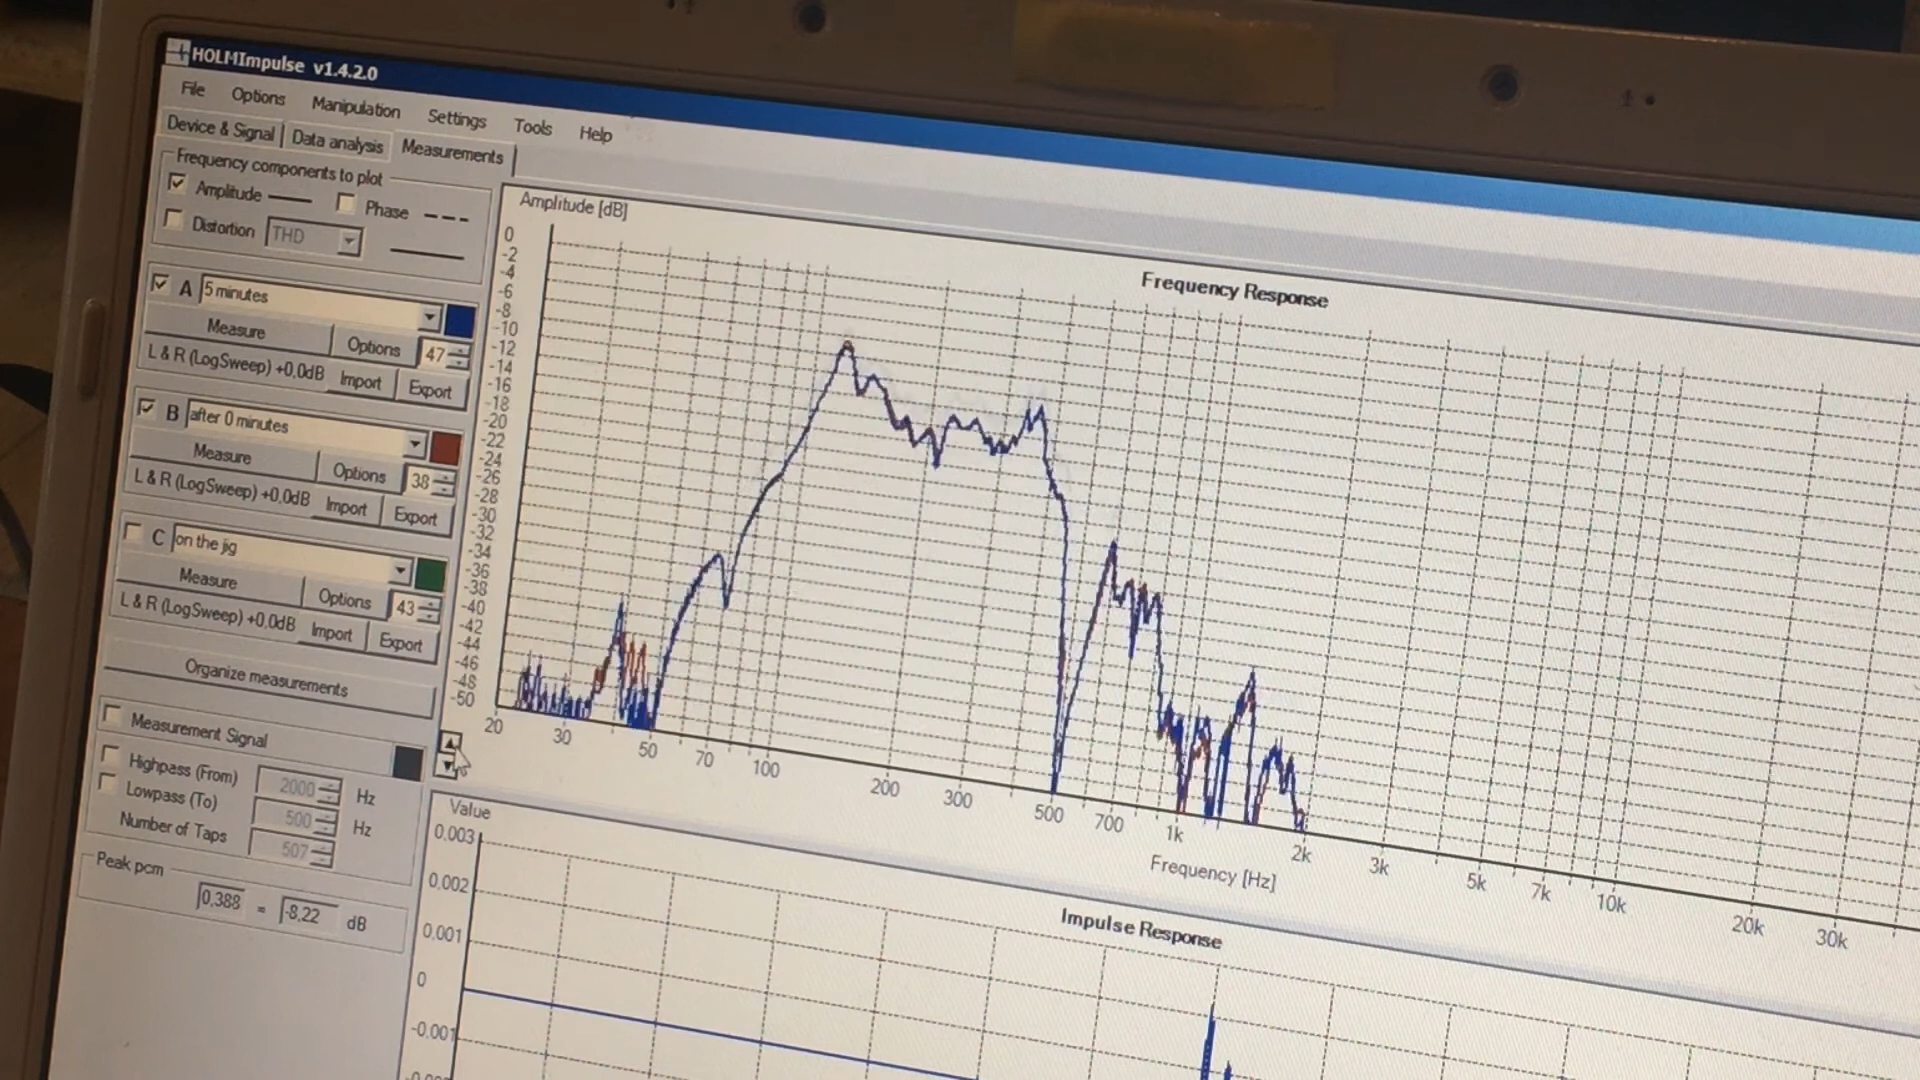 HOLMImpulse v1.4.2.0
File Options Manipulation Settings Tools Help
Device & Signal Data analysis Measurements
Frequency components to plot
Amplitude Phase
Distortion THD
A 5 minutes
Measure Options 47
L & R (LogSweep) +0,0dB Import Export
B after 0 minutes
Measure Options 38
L & R (LogSweep) +0,0dB Import Export
C on the jig
Measure Options 43
L & R (LogSweep) +0,0dB Import Export
Organize measurements
Measurement Signal
Highpass (From) 2000 Hz
Lowpass (To) 500 Hz
Number of Taps 507
Peak pcm
0,388 = -8,22 dB
Amplitude [dB]
Frequency Response
0
-2
-4
-6
-8
-10
-12
-14
-16
-18
-20
-22
-24
-26
-28
-30
-32
-34
-36
-38
-40
-42
-44
-46
-48
-50
20 30 50 70 100 200 300 500 700 1k 2k 3k 5k 7k 10k 20k 30k
Frequency [Hz]
Value
Impulse Response
0.003
0.002
0.001
0
-0.001